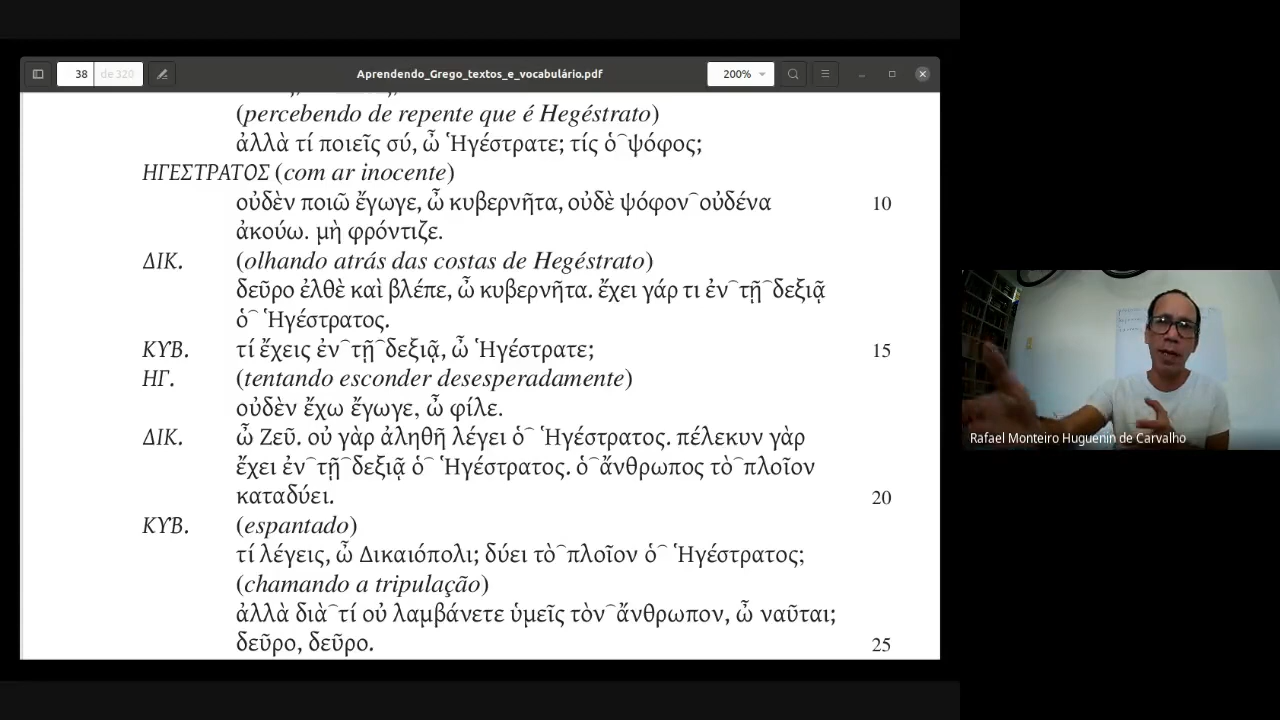 38 de 320
Aprendendo_Grego_textos_e_vocabulário.pdf
200%
(percebendo de repente que é Hegéstrato)
ἀλλὰ τί ποιεῖς σύ, ὦ Ἡγέστρατε; τίς ὁ⁀ψόφος;
ΗΓΕΣΤΡΑΤΟΣ (com ar inocente)
οὐδὲν ποιῶ ἔγωγε, ὦ κυβερνῆτα, οὐδὲ ψόφον⁀οὐδένα 10
ἀκούω. μὴ φρόντιζε.
ΔΙΚ. (olhando atrás das costas de Hegéstrato)
δεῦρο ἐλθὲ καὶ βλέπε, ὦ κυβερνῆτα. ἔχει γάρ τι ἐν⁀τῇ⁀δεξιᾷ
ὁ⁀ Ἡγέστρατος.
ΚΥΒ. τί ἔχεις ἐν⁀τῇ⁀δεξιᾷ, ὦ Ἡγέστρατε; 15
ΗΓ. (tentando esconder desesperadamente)
οὐδὲν ἔχω ἔγωγε, ὦ φίλε.
ΔΙΚ. ὦ Ζεῦ. οὐ γὰρ ἀληθῆ λέγει ὁ⁀ Ἡγέστρατος. πέλεκυν γὰρ
ἔχει ἐν⁀τῇ⁀δεξιᾷ ὁ⁀ Ἡγέστρατος. ὁ⁀ἄνθρωπος τὸ⁀πλοῖον
καταδύει. 20
ΚΥΒ. (espantado)
τί λέγεις, ὦ Δικαιόπολι; δύει τὸ⁀πλοῖον ὁ⁀ Ἡγέστρατος;
(chamando a tripulação)
ἀλλὰ διὰ⁀τί οὐ λαμβάνετε ὑμεῖς τὸν⁀ἄνθρωπον, ὦ ναῦται;
δεῦρο, δεῦρο. 25
Rafael Monteiro Huguenin de Carvalho